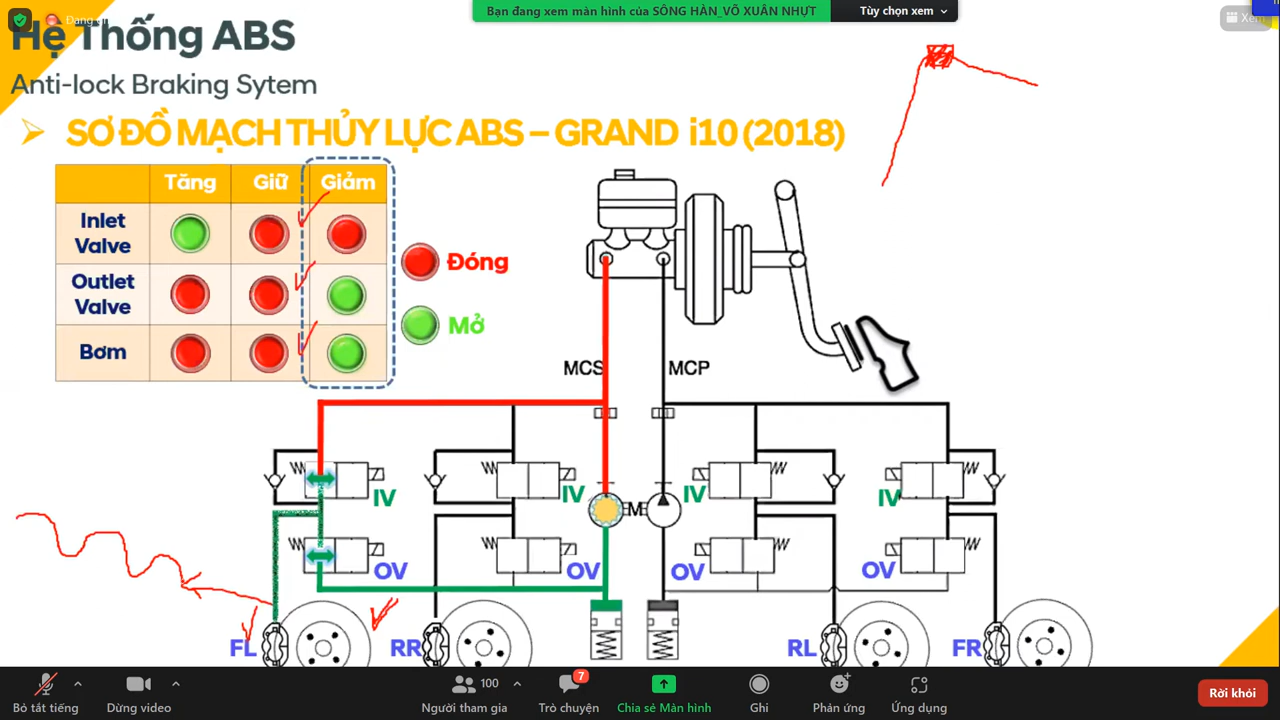 Bạn đang xem màn hình của SÔNG HÀN_VÕ XUÂN NHỰT
Tùy chọn xem
Xem
Hệ Thống ABS
Anti-lock Braking Sytem
SƠ ĐỒ MẠCH THỦY LỰC ABS – GRAND i10 (2018)
Tăng Giữ Giảm
Inlet Valve
Outlet Valve
Bơm
Đóng
Mở
MCS MCP
IV IV IV IV
M
OV OV OV OV
FL RR RL FR
100 7
Bỏ tắt tiếng Dừng video Người tham gia Trò chuyện Chia sẻ Màn hình Ghi Phản ứng Ứng dụng Rời khỏi